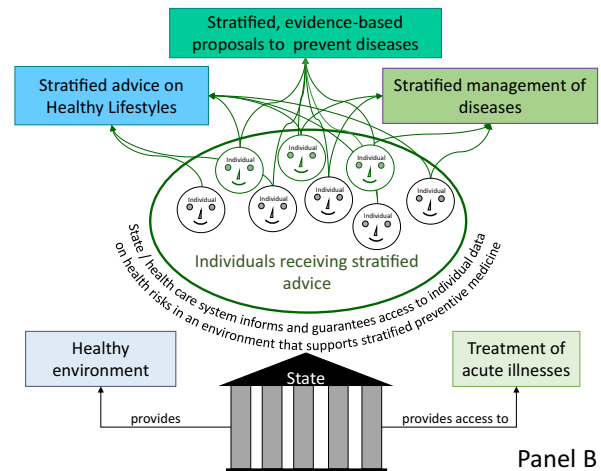 Stratified, evidence-based
proposals to prevent diseases
Stratified advice on
Healthy Lifestyles
Stratified management of
diseases
Individual
Individual
Individual
Individual
Individual
Individual
Individual
Individual
Individuals receiving stratified
advice
State / health care system informs and guarantees access to individual data
on health risks in an environment that supports stratified preventive medicine
Healthy
environment
State
Treatment of
acute illnesses
provides
provides access to
Panel B